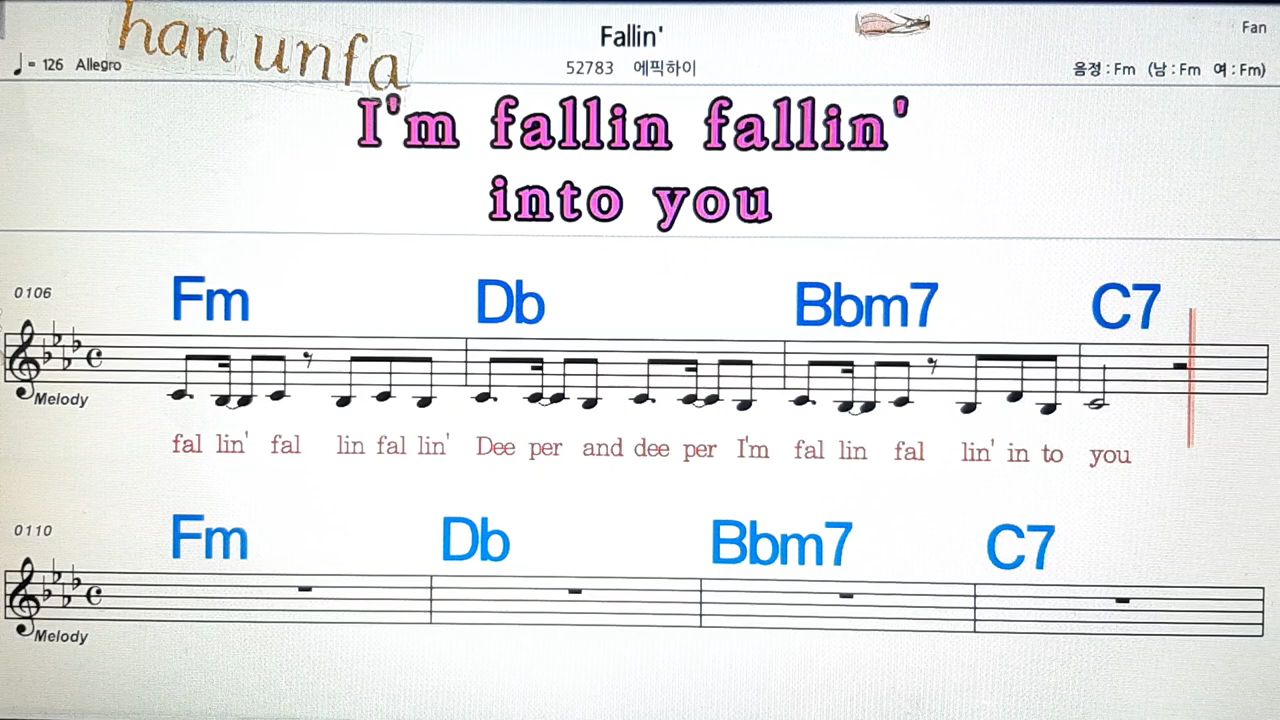 han unfa
Fallin'
Fan
♩= 126 Allegro
52783 에픽하이
음정 : Fm (남 : Fm 여 : Fm)
I'm fallin fallin'
into you
0106
Fm Db Bbm7 C7
Melody
fal lin' fal lin fal lin' Dee per and dee per I'm fal lin fal lin' in to you
0110
Fm Db Bbm7 C7
Melody